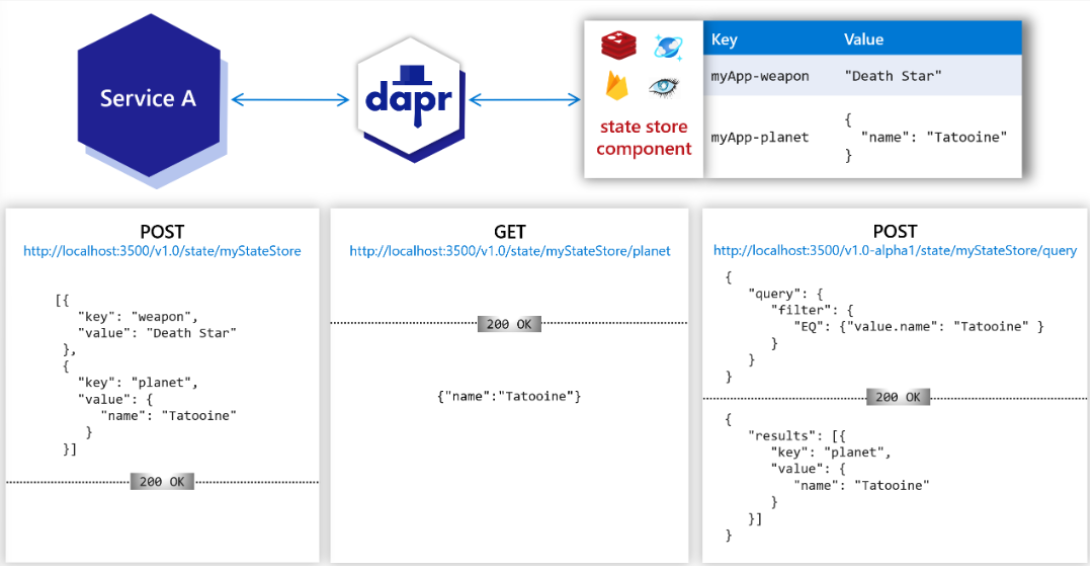 Service A
dapr
state store
component
Key Value
myApp-weapon "Death Star"
myApp-planet
{
"name": "Tatooine"
}
POST
http://localhost:3500/v1.0/state/myStateStore
[{
"key": "weapon",
"value": "Death Star"
},
{
"key": "planet",
"value": {
"name": "Tatooine"
}
}]
200 OK
GET
http://localhost:3500/v1.0/state/myStateStore/planet
200 OK
{"name":"Tatooine"}
POST
http://localhost:3500/v1.0-alpha1/state/myStateStore/query
{
"query": {
"filter": {
"EQ": {"value.name": "Tatooine" }
}
}
}
200 OK
{
"results": [{
"key": "planet",
"value": {
"name": "Tatooine"
}
}]
}